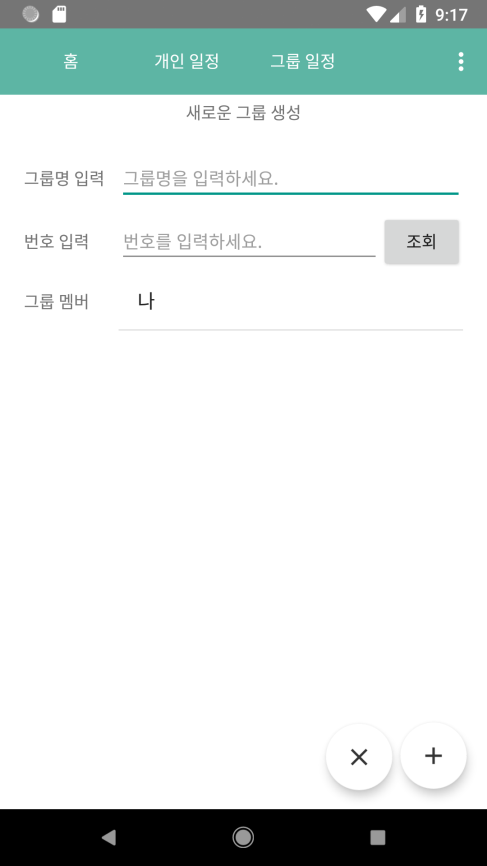 9:17
홈 개인 일정 그룹 일정
새로운 그룹 생성
그룹명 입력 그룹명을 입력하세요.
번호 입력 번호를 입력하세요. 조회
그룹 멤버 나